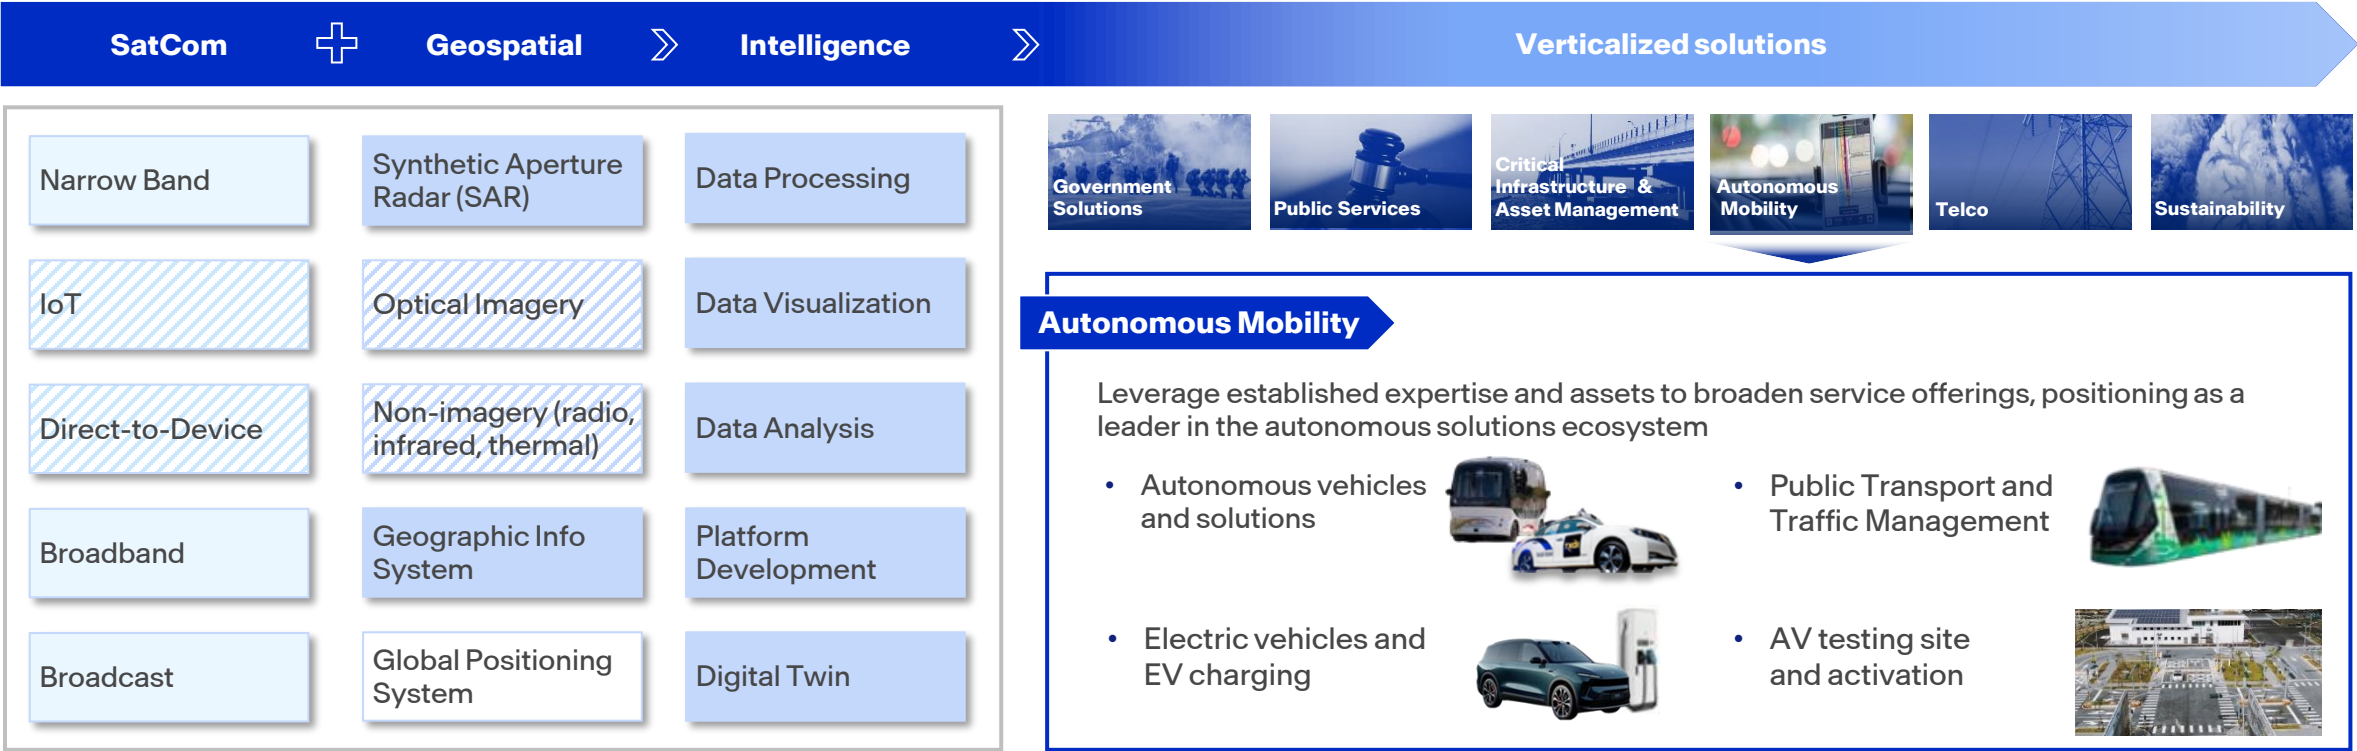 SatCom
Geospatial
Intelligence
Verticalized solutions
Narrow Band
IoT
Direct-to-Device
Broadband
Broadcast
Synthetic Aperture
Radar (SAR)
Optical Imagery
Non-imagery (radio,
infrared, thermal)
Geographic Info
System
Global Positioning
System
Data Processing
Data Visualization
Data Analysis
Platform
Development
Digital Twin
Government
Solutions
Public Services
Critical
Infrastructure &
Asset Management
Autonomous
Mobility
Telco
Sustainability
Autonomous Mobility
Leverage established expertise and assets to broaden service offerings, positioning as a
leader in the autonomous solutions ecosystem
• Autonomous vehicles
and solutions
• Public Transport and
Traffic Management
• Electric vehicles and
EV charging
• AV testing site
and activation